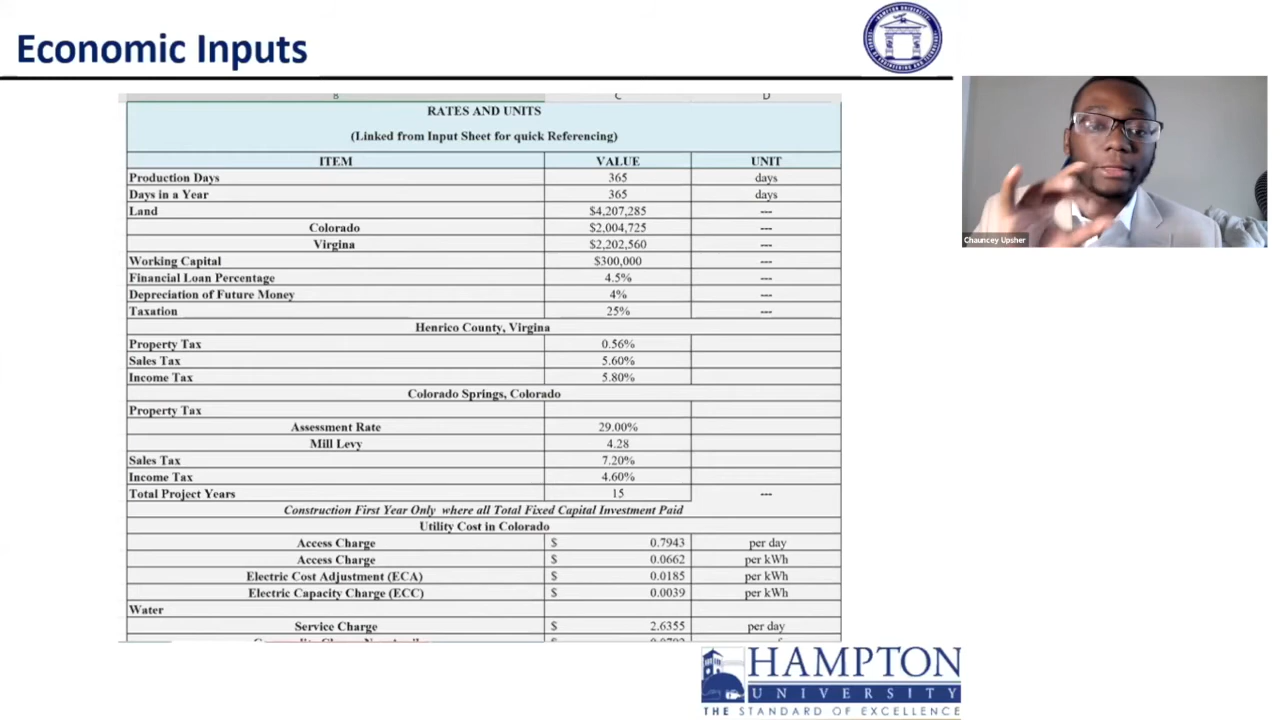 Economic Inputs
B C D
RATES AND UNITS
(Linked from Input Sheet for quick Referencing)
ITEM VALUE UNIT
Production Days 365 days
Days in a Year 365 days
Land $4,207,285 ---
Colorado $2,004,725 ---
Virgina $2,202,560 ---
Working Capital $300,000 ---
Financial Loan Percentage 4.5% ---
Depreciation of Future Money 4% ---
Taxation 25% ---
Henrico County, Virgina
Property Tax 0.56%
Sales Tax 5.60%
Income Tax 5.80%
Colorado Springs, Colorado
Property Tax
Assessment Rate 29.00%
Mill Levy 4.28
Sales Tax 7.20%
Income Tax 4.60%
Total Project Years 15 ---
Construction First Year Only where all Total Fixed Capital Investment Paid
Utility Cost in Colorado
Access Charge $ 0.7943 per day
Access Charge $ 0.0662 per kWh
Electric Cost Adjustment (ECA) $ 0.0185 per kWh
Electric Capacity Charge (ECC) $ 0.0039 per kWh
Water
Service Charge $ 2.6355 per day
Chauncey Upsher
HAMPTON
UNIVERSITY
THE STANDARD OF EXCELLENCE